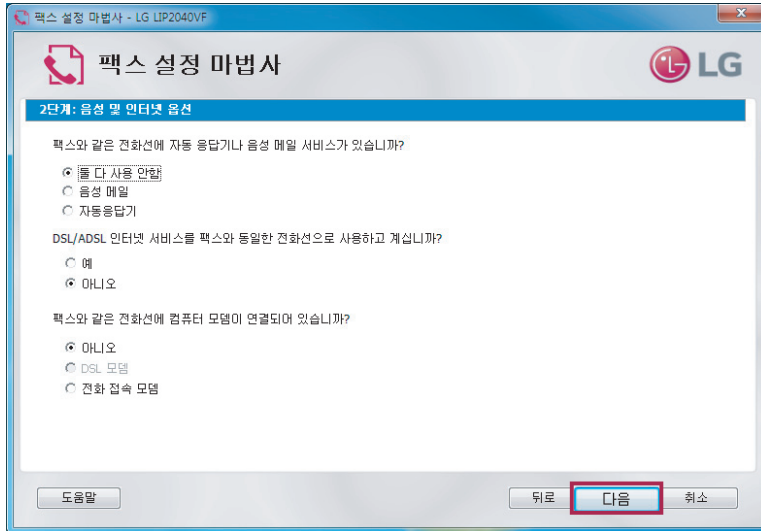 팩스 설정 마법사 - LG LIP2040VF
팩스 설정 마법사
LG
2단계: 음성 및 인터넷 옵션
팩스와 같은 전화선에 자동 응답기나 음성 메일 서비스가 있습니까?
둘 다 사용 안함
음성 메일
자동응답기
DSL/ADSL 인터넷 서비스를 팩스와 동일한 전화선으로 사용하고 계십니까?
예
아니오
팩스와 같은 전화선에 컴퓨터 모뎀이 연결되어 있습니까?
아니오
DSL 모뎀
전화 접속 모뎀
도움말 뒤로 다음 취소